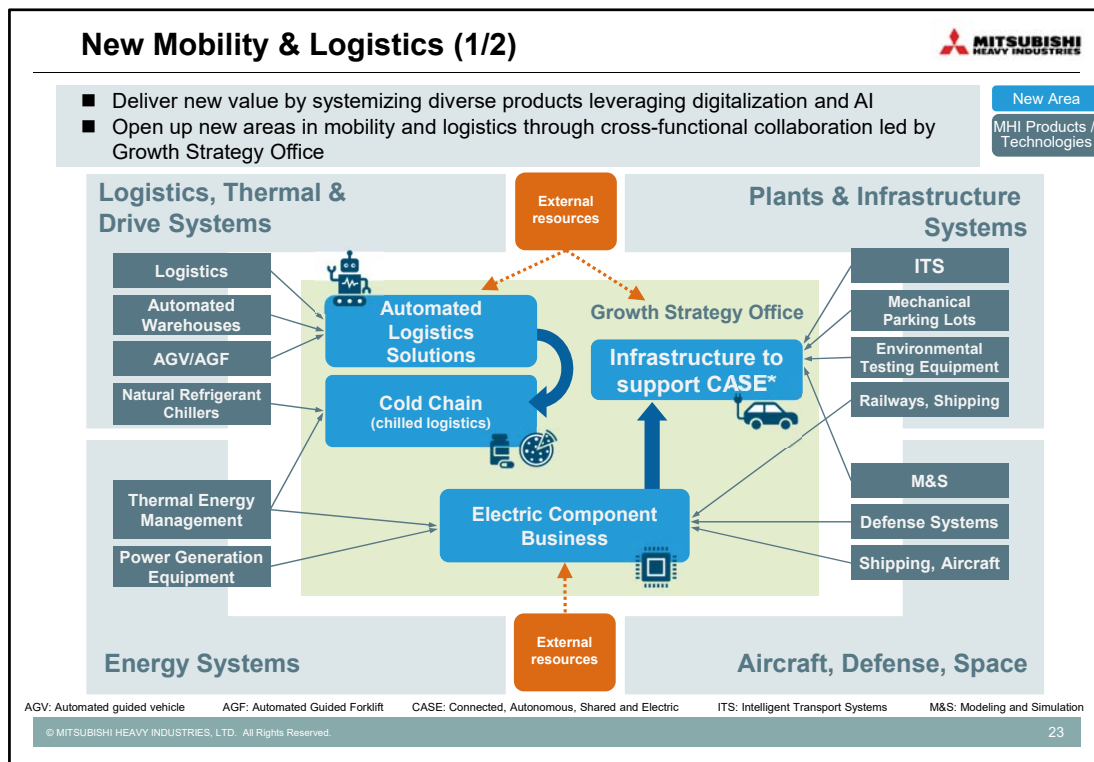 New Mobility & Logistics (1/2)
MITSUBISHI
HEAVY INDUSTRIES
■ Deliver new value by systemizing diverse products leveraging digitalization and AI
■ Open up new areas in mobility and logistics through cross-functional collaboration led by
Growth Strategy Office
New Area
MHI Products /
Technologies
Logistics, Thermal &
Drive Systems
External
resources
Plants & Infrastructure
Systems
Logistics
Automated
Warehouses
AGV/AGF
Natural Refrigerant
Chillers
Automated
Logistics
Solutions
Cold Chain
(chilled logistics)
Growth Strategy Office
Infrastructure to
support CASE*
ITS
Mechanical
Parking Lots
Environmental
Testing Equipment
Railways, Shipping
Thermal Energy
Management
Power Generation
Equipment
Electric Component
Business
M&S
Defense Systems
Shipping, Aircraft
External
resources
Energy Systems
Aircraft, Defense, Space
AGV: Automated guided vehicle AGF: Automated Guided Forklift CASE: Connected, Autonomous, Shared and Electric ITS: Intelligent Transport Systems M&S: Modeling and Simulation
© MITSUBISHI HEAVY INDUSTRIES, LTD. All Rights Reserved. 23